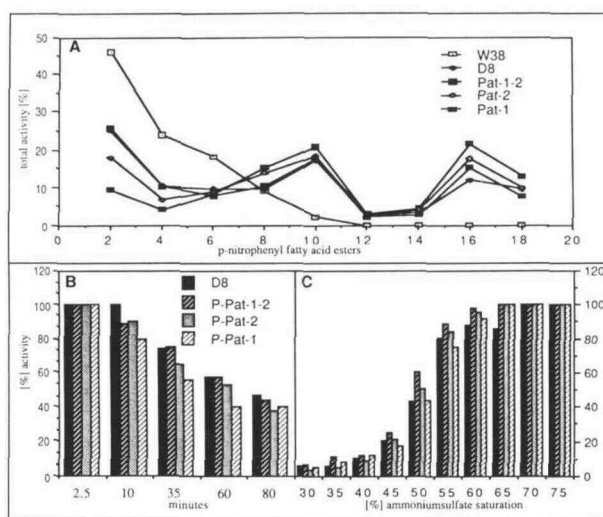 A
total activity [%]
50
40
30
20
10
0
W38
D8
Pat-1-2
Pat-2
Pat-1
0 2 4 6 8 10 12 14 16 18 20
p-nitrophenyl fatty acid esters
B
[%] activity
120
100
80
60
40
20
0
D8
P-Pat-1-2
P-Pat-2
P-Pat-1
2.5 10 35 60 80
minutes
C
120
100
80
60
40
20
0
30 35 40 45 50 55 60 65 70 75
[%] ammoniumsulfate saturation